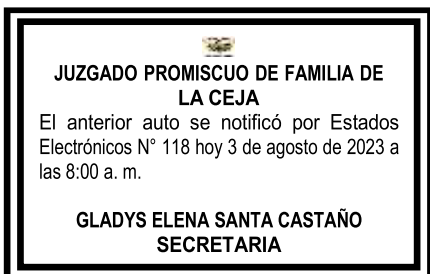 JUZGADO PROMISCUO DE FAMILIA DE
LA CEJA
El anterior auto se notificó por Estados
Electrónicos N° 118 hoy 3 de agosto de 2023 a
las 8:00 a. m.
GLADYS ELENA SANTA CASTAÑO
SECRETARIA